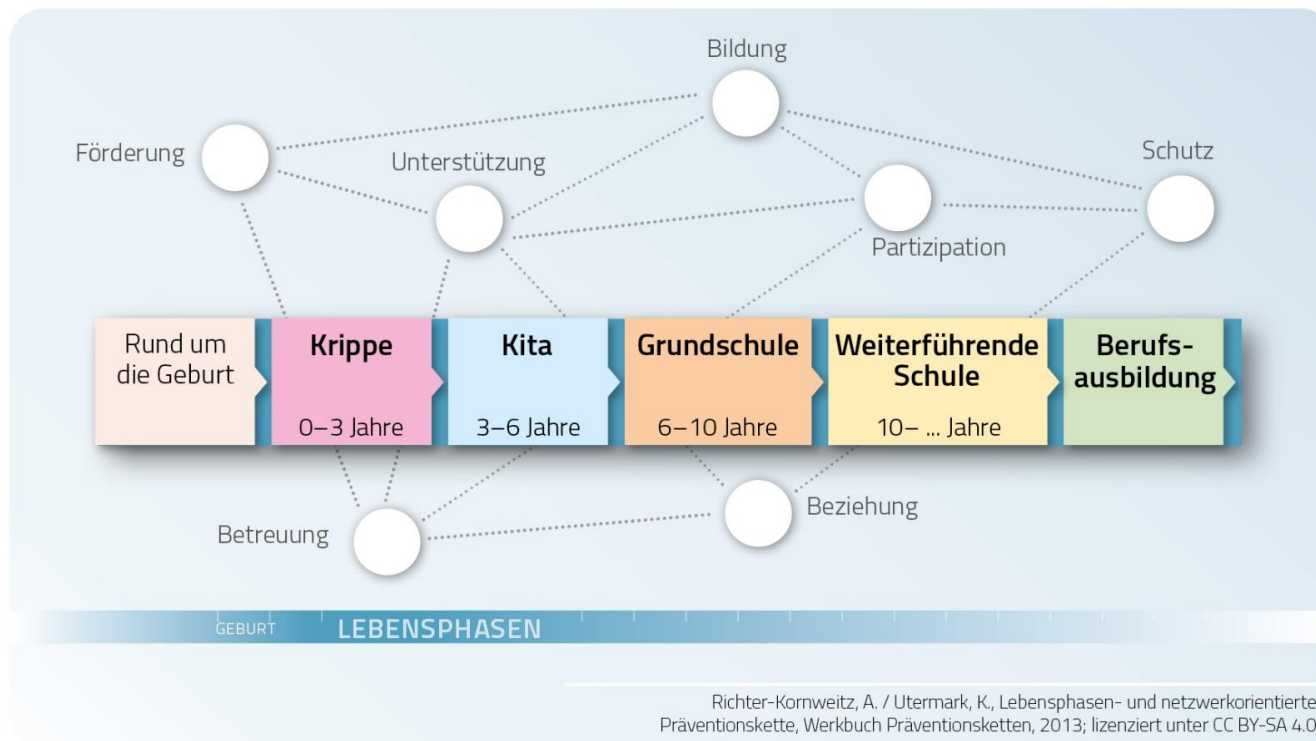 Bildung
Förderung
Unterstützung
Schutz
Partizipation
Rund um
die Geburt
Krippe
0–3 Jahre
Kita
3–6 Jahre
Grundschule
6–10 Jahre
Weiterführende
Schule
10– ... Jahre
Berufs-
ausbildung
Betreuung
Beziehung
GEBURT
LEBENSPHASEN
Richter-Kornweitz, A. / Utermark, K., Lebensphasen- und netzwerkorientierte
Präventionskette, Werkbuch Präventionsketten, 2013; lizenziert unter CC BY-SA 4.0